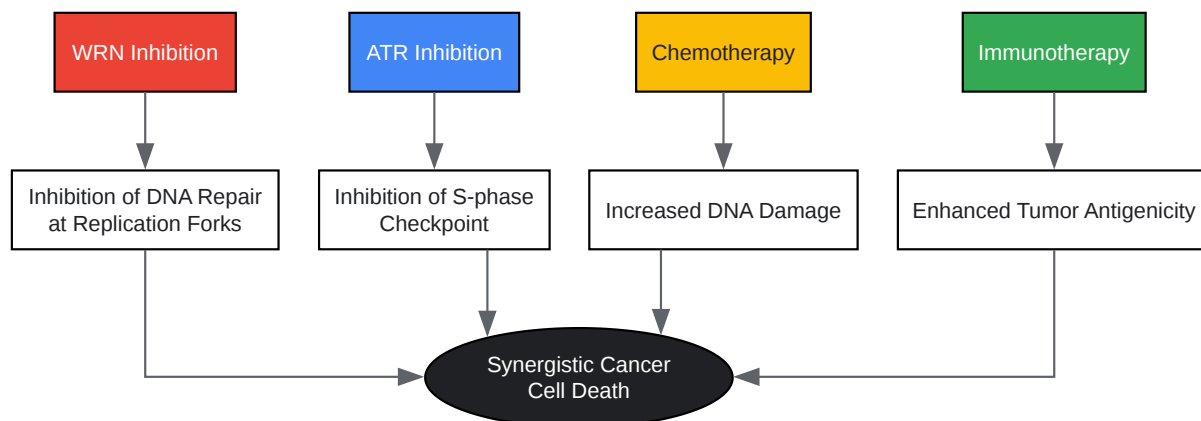 WRN Inhibition
ATR Inhibition
Chemotherapy
Immunotherapy
Inhibition of DNA Repair
at Replication Forks
Inhibition of S-phase
Checkpoint
Increased DNA Damage
Enhanced Tumor Antigenicity
Synergistic Cancer
Cell Death